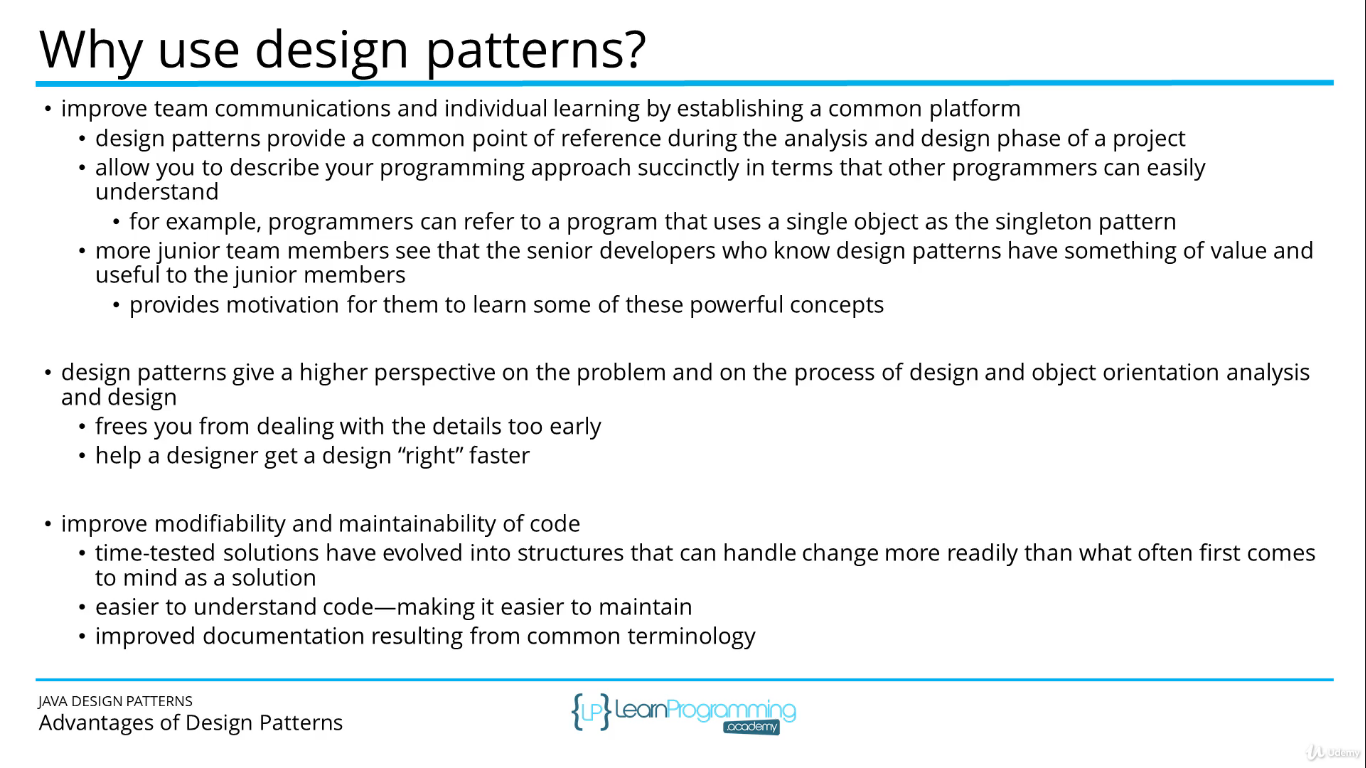 Why use design patterns?
• improve team communications and individual learning by establishing a common platform
• design patterns provide a common point of reference during the analysis and design phase of a project
• allow you to describe your programming approach succinctly in terms that other programmers can easily
understand
• for example, programmers can refer to a program that uses a single object as the singleton pattern
• more junior team members see that the senior developers who know design patterns have something of value and
useful to the junior members
• provides motivation for them to learn some of these powerful concepts
• design patterns give a higher perspective on the problem and on the process of design and object orientation analysis
and design
• frees you from dealing with the details too early
• help a designer get a design “right” faster
• improve modifiability and maintainability of code
• time-tested solutions have evolved into structures that can handle change more readily than what often first comes
to mind as a solution
• easier to understand code—making it easier to maintain
• improved documentation resulting from common terminology
JAVA DESIGN PATTERNS
Advantages of Design Patterns
{LP} LearnProgramming
.academy
Udemy